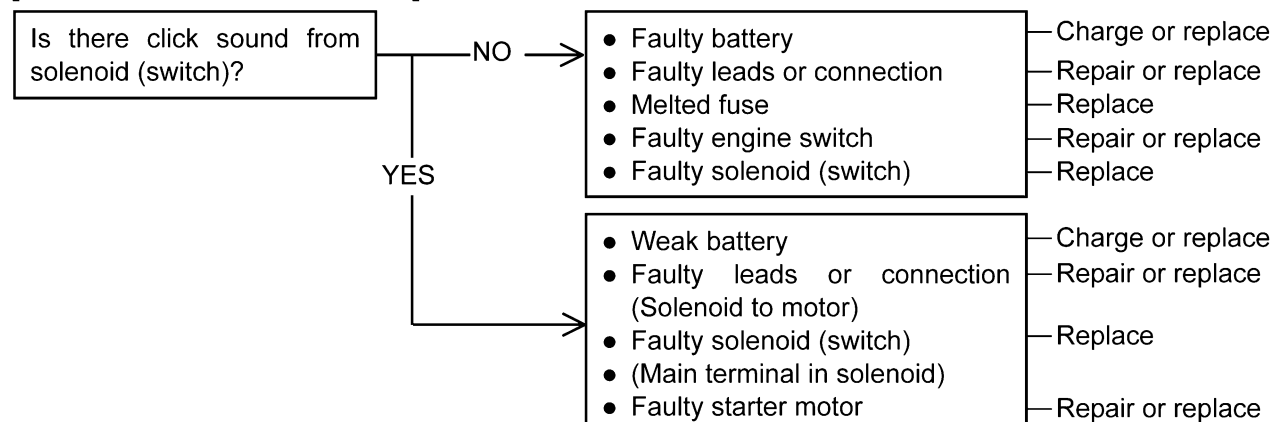 Is there click sound from
solenoid (switch)?
NO
● Faulty battery
● Faulty leads or connection
● Melted fuse
● Faulty engine switch
● Faulty solenoid (switch)
Charge or replace
Repair or replace
Replace
Repair or replace
Replace
YES
● Weak battery
● Faulty leads or connection
(Solenoid to motor)
● Faulty solenoid (switch)
● (Main terminal in solenoid)
● Faulty starter motor
Charge or replace
Repair or replace
Replace
Repair or replace